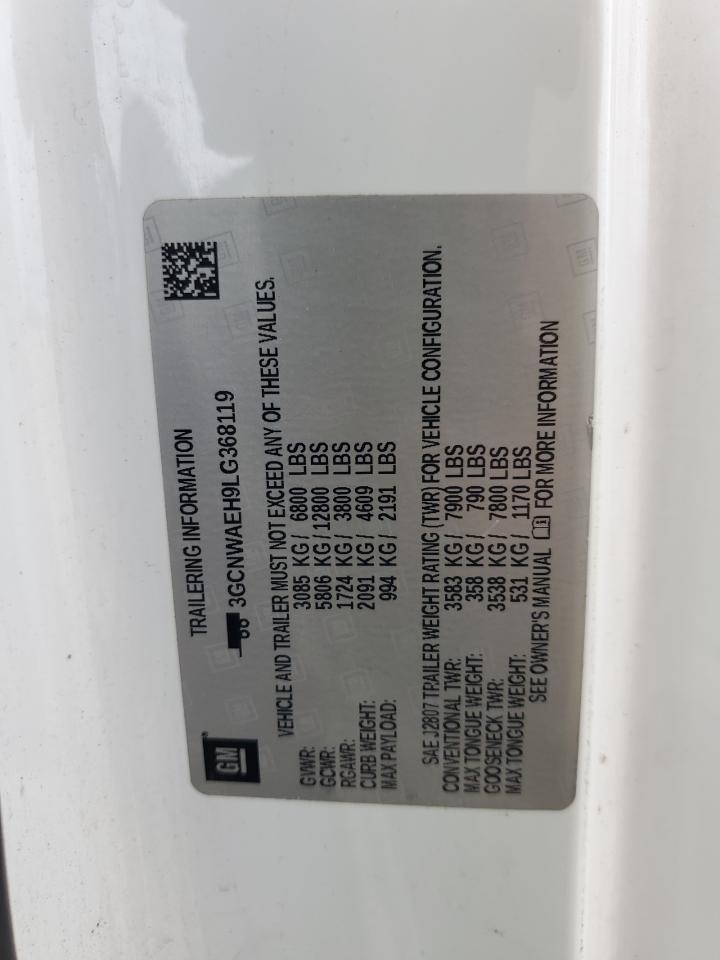 TRAILERING INFORMATION
GM
3GCNWAEH9LG368119
VEHICLE AND TRAILER MUST NOT EXCEED ANY OF THESE VALUES.
GVWR: 3085 KG / 6800 LBS
GCWR: 5806 KG / 12800 LBS
RGAWR: 1724 KG / 3800 LBS
CURB WEIGHT: 2091 KG / 4609 LBS
MAX PAYLOAD: 994 KG / 2191 LBS
SAE J2807 TRAILER WEIGHT RATING (TWR) FOR VEHICLE CONFIGURATION.
CONVENTIONAL TWR: 3583 KG / 7900 LBS
MAX TONGUE WEIGHT: 358 KG / 790 LBS
GOOSENECK TWR: 3538 KG / 7800 LBS
MAX TONGUE WEIGHT: 531 KG / 1170 LBS
SEE OWNER'S MANUAL FOR MORE INFORMATION